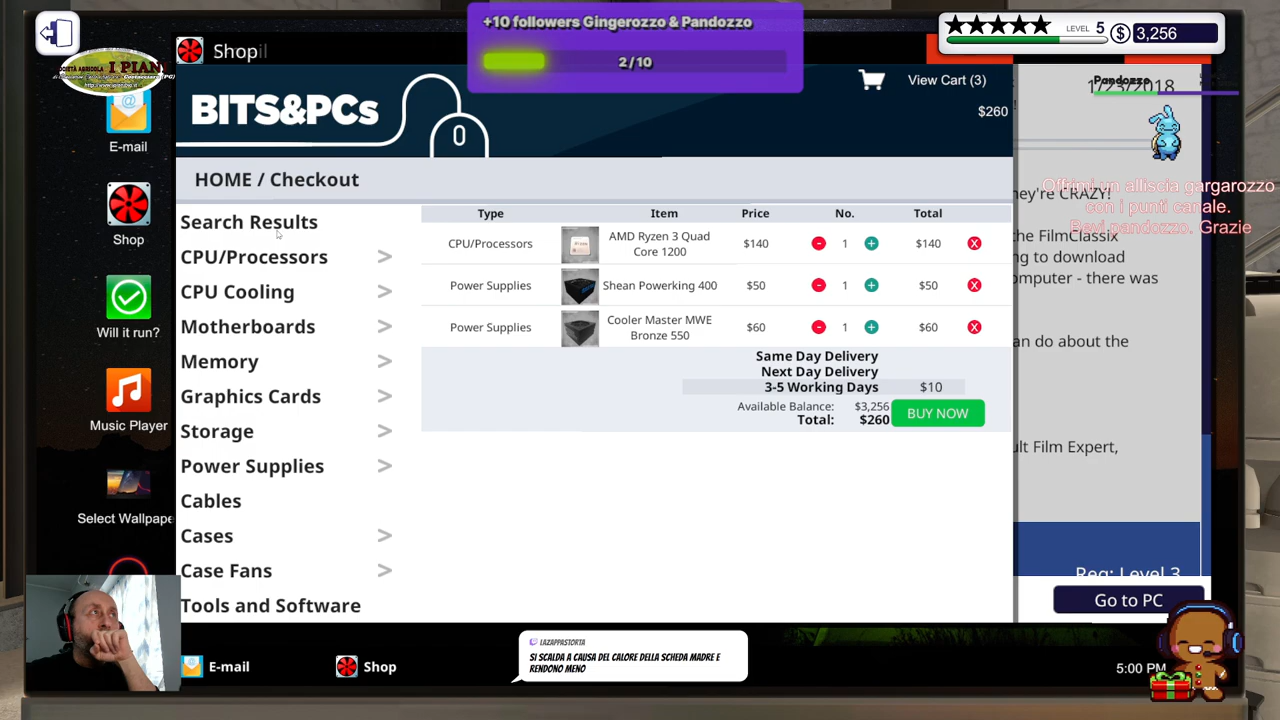 +10 followers Gingerozzo & Pandozzo
2/10
LEVEL 5 $ 3,256
Shop
I PIANI
E-mail
Shop
Will it run?
Music Player
Select Wallpape
BITS&PCs
View Cart (3)
$260
HOME / Checkout
Search Results
CPU/Processors >
CPU Cooling >
Motherboards >
Memory >
Graphics Cards >
Storage >
Power Supplies >
Cables
Cases >
Case Fans >
Tools and Software
Type Item Price No. Total
CPU/Processors AMD Ryzen 3 Quad Core 1200 $140 - 1 + $140 X
Power Supplies Shean Powerking 400 $50 - 1 + $50 X
Power Supplies Cooler Master MWE Bronze 550 $60 - 1 + $60 X
Same Day Delivery
Next Day Delivery
3-5 Working Days $10
Available Balance: $3,256
Total: $260
BUY NOW
Pandozzo
1/23/2018
ney're CRAZY!
Offrimi un alliscia gargarozzo
con i punti canale.
Bevi pandozzo. Grazie
the FilmClassix
ng to download
omputer - there was
an do about the
ult Film Expert,
Req: Level 3
Go to PC
LAZAPPASTORTA
SI SCALDA A CAUSA DEL CALORE DELLA SCHEDA MADRE E
RENDONO MENO
E-mail
Shop
5:00 PM